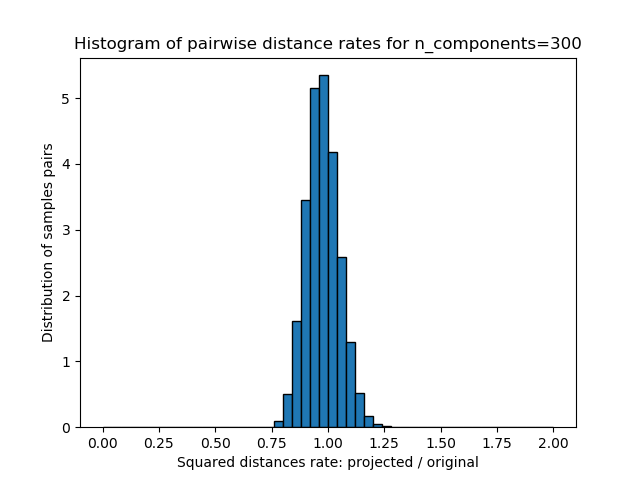 Histogram of pairwise distance rates for n_components=300
Distribution of samples pairs
5
4
3
2
1
0
0.00 0.25 0.50 0.75 1.00 1.25 1.50 1.75 2.00
Squared distances rate: projected / original